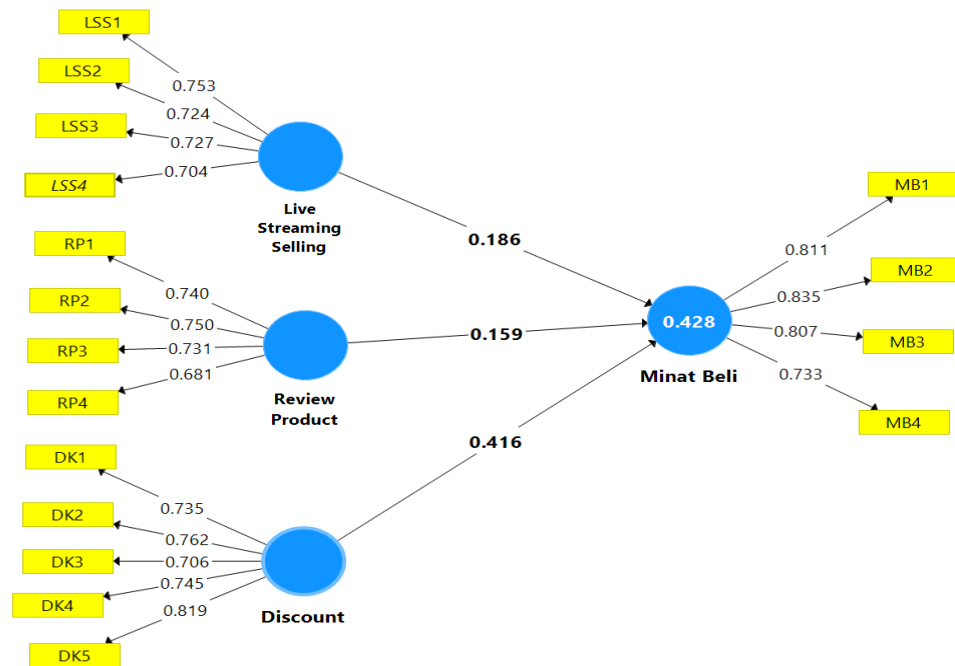 LSS1
LSS2
LSS3
LSS4
0.753
0.724
0.727
0.704
Live
Streaming
Selling
RP1
RP2
RP3
RP4
0.740
0.750
0.731
0.681
Review
Product
DK1
DK2
DK3
DK4
DK5
0.735
0.762
0.706
0.745
0.819
Discount
0.186
0.159
0.416
0.428
Minat Beli
0.811
0.835
0.807
0.733
MB1
MB2
MB3
MB4